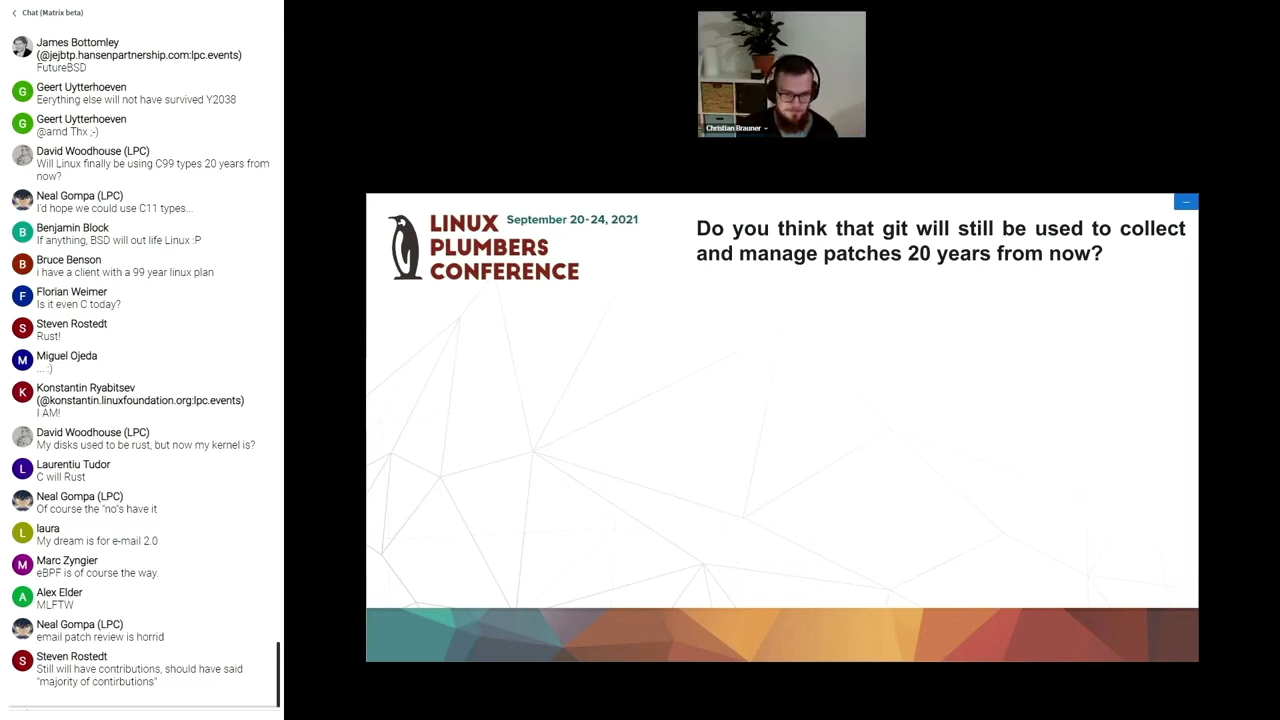 Chat (Matrix beta)
James Bottomley
(@jejbtp.hansenpartnership.com:lpc.events)
FutureBSD
G
Geert Uytterhoeven
Eerything else will not have survived Y2038
G
Geert Uytterhoeven
@arnd Thx ;-)
David Woodhouse (LPC)
Will Linux finally be using C99 types 20 years from
now?
Neal Gompa (LPC)
I'd hope we could use C11 types...
B
Benjamin Block
If anything, BSD will out life Linux :P
B
Bruce Benson
i have a client with a 99 year linux plan
F
Florian Weimer
Is it even C today?
S
Steven Rostedt
Rust!
M
Miguel Ojeda
... :)
K
Konstantin Ryabitsev
(@konstantin.linuxfoundation.org:lpc.events)
I AM!
David Woodhouse (LPC)
My disks used to be rust, but now my kernel is?
L
Laurentiu Tudor
C will Rust
Neal Gompa (LPC)
Of course the "no"s have it
L
laura
My dream is for e-mail 2.0
M
Marc Zyngier
eBPF is of course the way.
A
Alex Elder
MLFTW
Neal Gompa (LPC)
email patch review is horrid
S
Steven Rostedt
Still will have contributions, should have said
"majority of contirbutions"
Christian Brauner
LINUX
PLUMBERS
CONFERENCE
September 20-24, 2021
Do you think that git will still be used to collect
and manage patches 20 years from now?